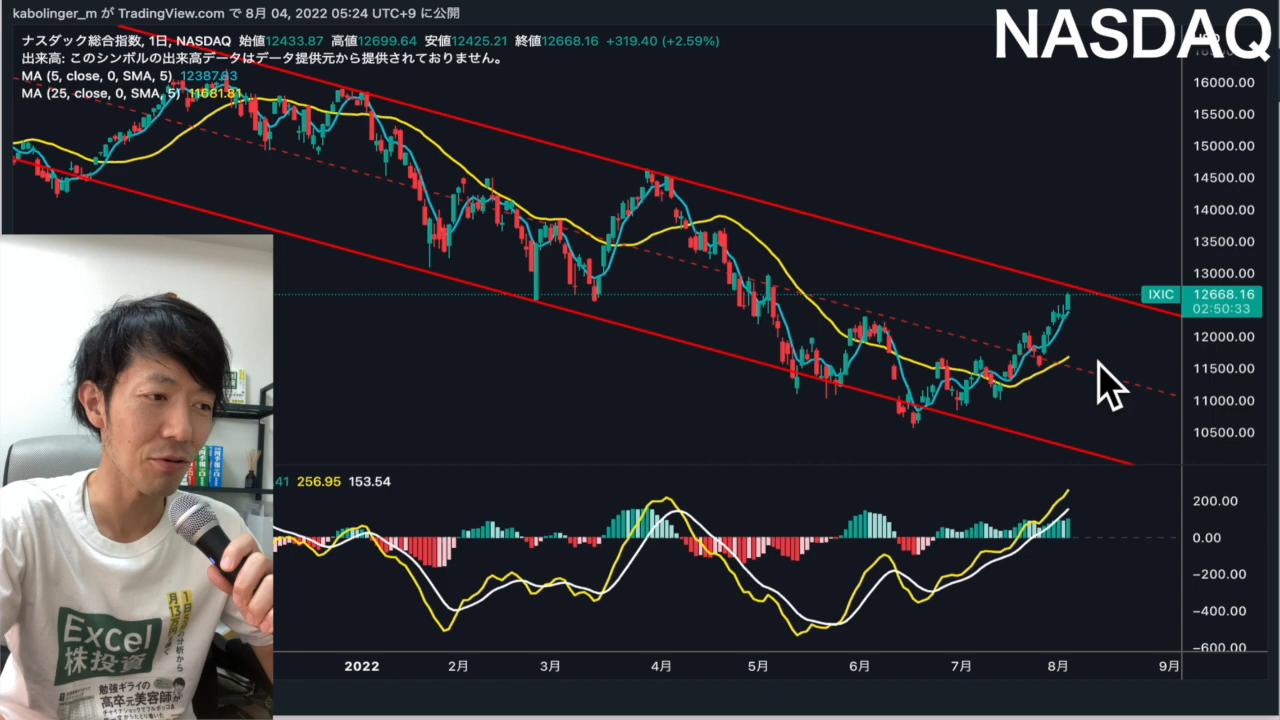 kabolinger_m が TradingView.com で 8月 04, 2022 05:24 UTC+9 に公開
NASDAQ
ナスダック総合指数, 1日, NASDAQ 始値12433.87 高値12699.64 安値12425.21 終値12668.16 +319.40 (+2.59%)
出来高: このシンボルの出来高データはデータ提供元から提供されておりません。
MA (5, close, 0, SMA, 5) 12387.93
MA (25, close, 0, SMA, 5) 11681.81
16000.00
15500.00
15000.00
14500.00
14000.00
13500.00
13000.00
IXIC 12668.16
02:50:33
12000.00
11500.00
11000.00
10500.00
41 256.95 153.54
200.00
0.00
−200.00
−400.00
−600.00
2022 2月 3月 4月 5月 6月 7月 8月 9月
Excel
株投資
勉強ギライの
高卒元美容師が